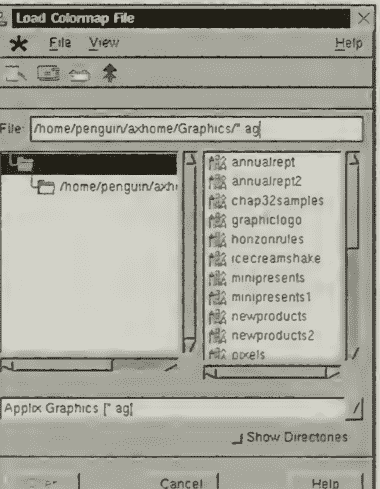 Load Colormap File
File View Help
File: /home/penguin/axhome/Graphics/* ag
/home/penguin/axh
annualrept
annualrept2
chap32samples
graphiclogo
horizonrules
icecreamshake
minipresents
minipresents1
newproducts
newproducts2
pixels
Applix Graphics [* ag]
Show Directories
Cancel Help